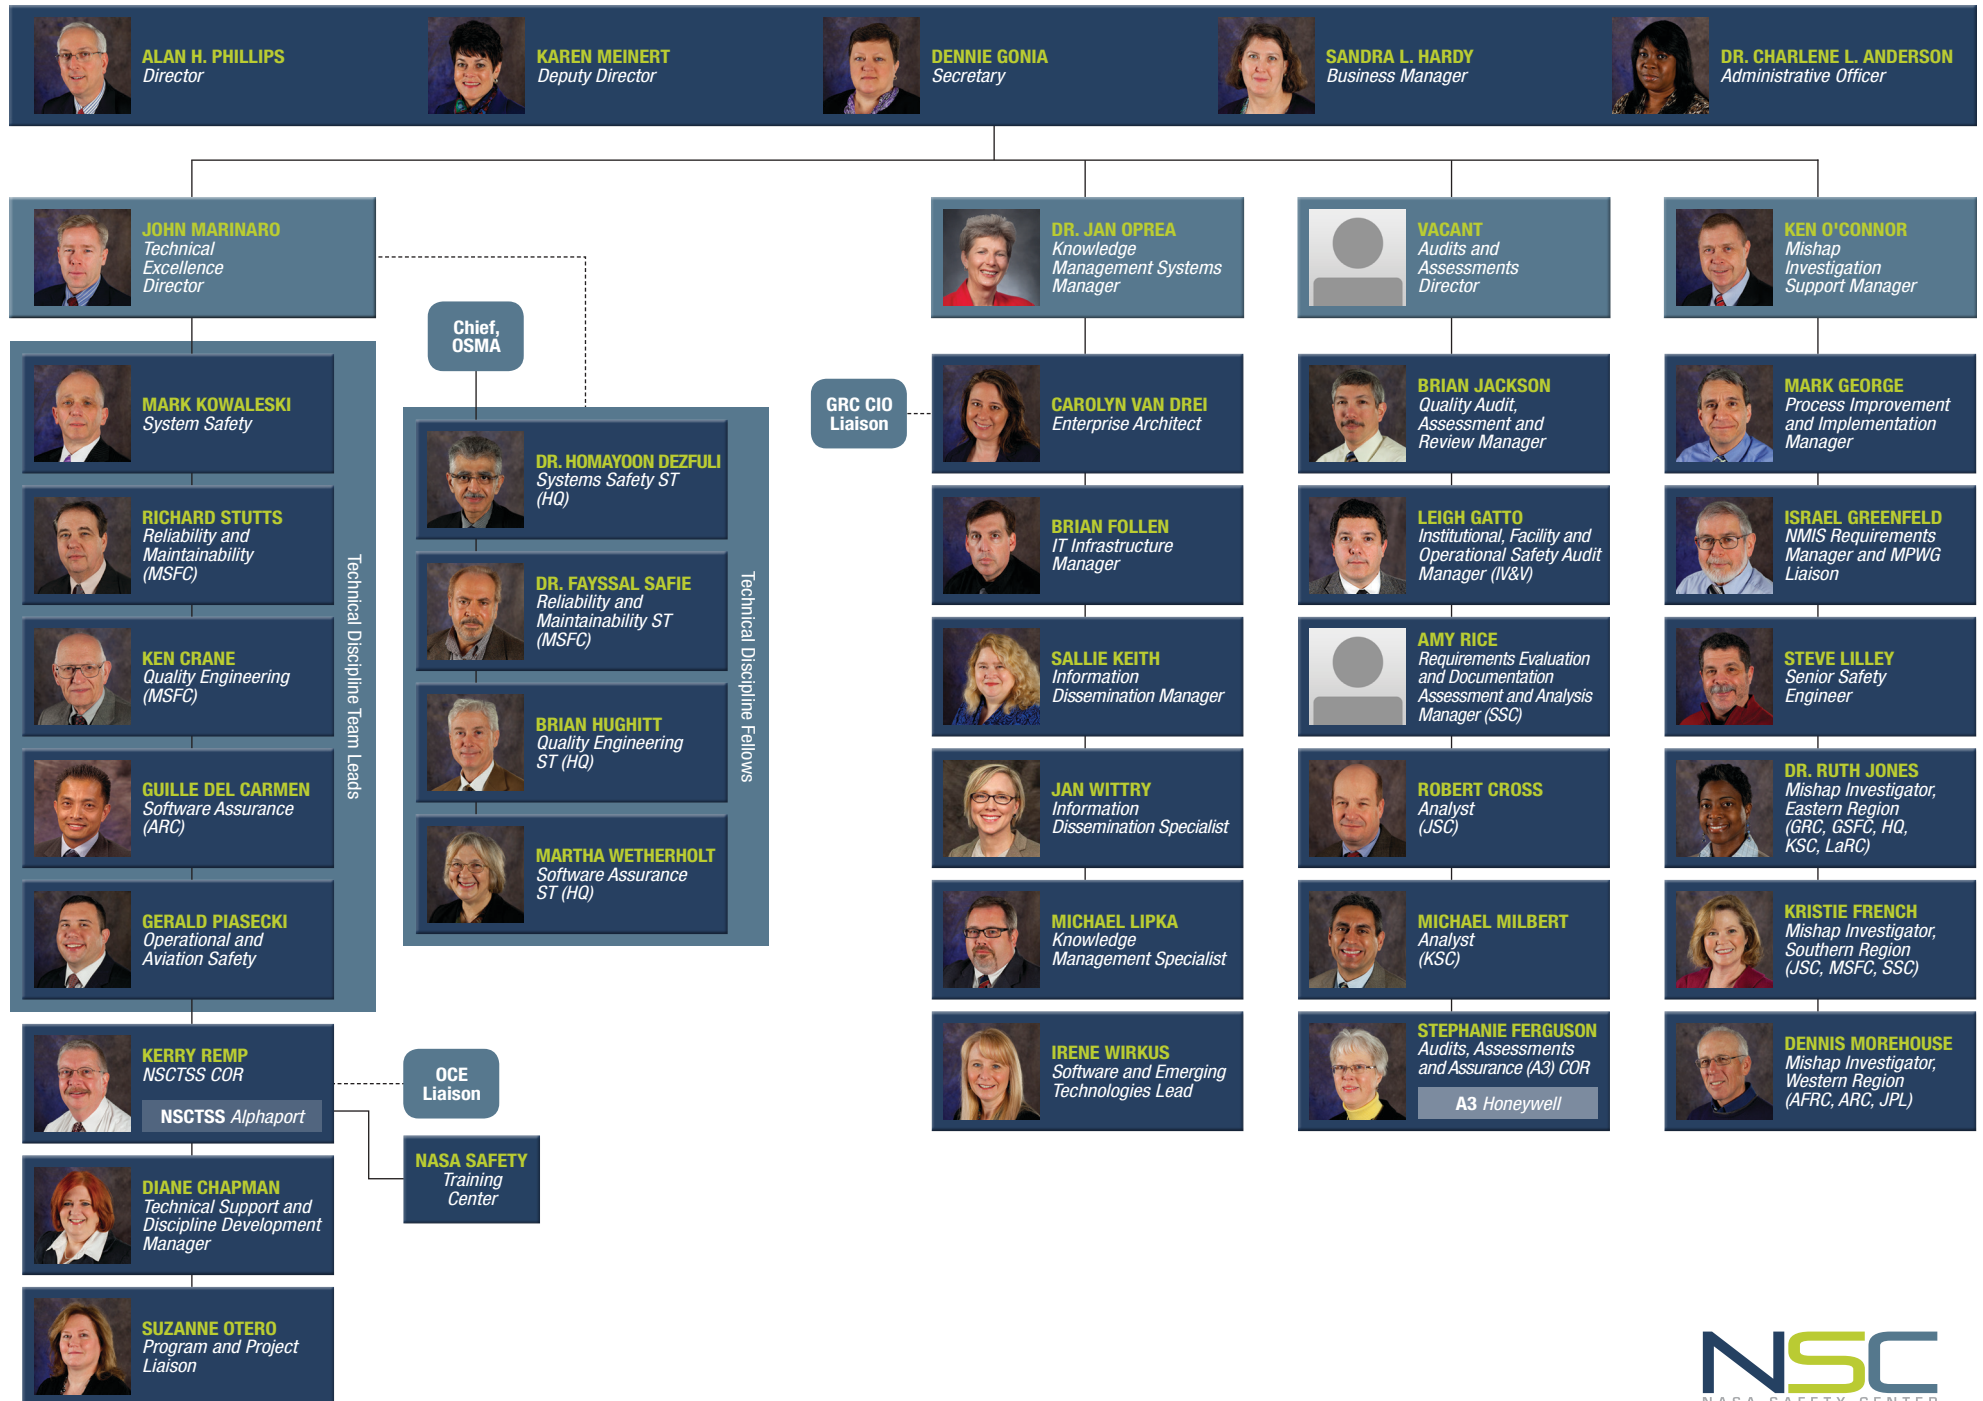 ALAN H. PHILLIPS
Director
KAREN MEINERT
Deputy Director
DENNIE GONIA
Secretary
SANDRA L. HARDY
Business Manager
DR. CHARLENE L. ANDERSON
Administrative Officer
JOHN MARINARO
Technical
Excellence
Director
Technical Discipline Team Leads
MARK KOWALESKI
System Safety
RICHARD STUTTS
Reliability and
Maintainability
(MSFC)
KEN CRANE
Quality Engineering
(MSFC)
GUILLE DEL CARMEN
Software Assurance
(ARC)
GERALD PIASECKI
Operational and
Aviation Safety
KERRY REMP
NSCTSS COR
NSCTSS Alphaport
DIANE CHAPMAN
Technical Support and
Discipline Development
Manager
SUZANNE OTERO
Program and Project
Liaison
Chief,
OSMA
Technical Discipline Fellows
DR. HOMAYOON DEZFULI
Systems Safety ST
(HQ)
DR. FAYSSAL SAFIE
Reliability and
Maintainability ST
(MSFC)
BRIAN HUGHITT
Quality Engineering
ST (HQ)
MARTHA WETHERHOLT
Software Assurance
ST (HQ)
OCE
Liaison
NASA SAFETY
Training
Center
DR. JAN OPREA
Knowledge
Management Systems
Manager
GRC CIO
Liaison
CAROLYN VAN DREI
Enterprise Architect
BRIAN FOLLEN
IT Infrastructure
Manager
SALLIE KEITH
Information
Dissemination Manager
JAN WITTRY
Information
Dissemination Specialist
MICHAEL LIPKA
Knowledge
Management Specialist
IRENE WIRKUS
Software and Emerging
Technologies Lead
VACANT
Audits and
Assessments
Director
BRIAN JACKSON
Quality Audit,
Assessment and
Review Manager
LEIGH GATTO
Institutional, Facility and
Operational Safety Audit
Manager (IV&V)
AMY RICE
Requirements Evaluation
and Documentation
Assessment and Analysis
Manager (SSC)
ROBERT CROSS
Analyst
(JSC)
MICHAEL MILBERT
Analyst
(KSC)
STEPHANIE FERGUSON
Audits, Assessments
and Assurance (A3) COR
A3 Honeywell
KEN O'CONNOR
Mishap
Investigation
Support Manager
MARK GEORGE
Process Improvement
and Implementation
Manager
ISRAEL GREENFELD
NMIS Requirements
Manager and MPWG
Liaison
STEVE LILLEY
Senior Safety
Engineer
DR. RUTH JONES
Mishap Investigator,
Eastern Region
(GRC, GSFC, HQ,
KSC, LaRC)
KRISTIE FRENCH
Mishap Investigator,
Southern Region
(JSC, MSFC, SSC)
DENNIS MOREHOUSE
Mishap Investigator,
Western Region
(AFRC, ARC, JPL)
NSC
NASA SAFETY CENTER